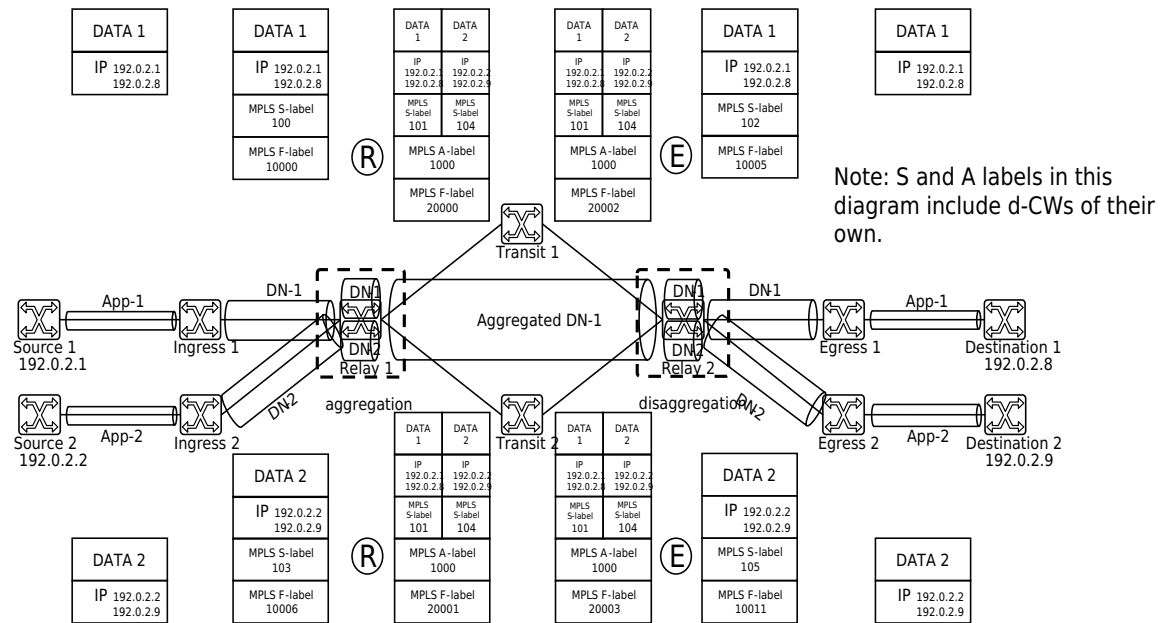 DATA 1
IP 192.0.2.1
192.0.2.8
DATA 1
IP 192.0.2.1
192.0.2.8
MPLS S-label
100
MPLS F-label
10000
R
DATA
1
DATA
2
IP
192.0.2.1
192.0.2.8
IP
192.0.2.2
192.0.2.9
MPLS
S-label
101
MPLS
S-label
104
MPLS A-label
1000
MPLS F-label
20000
DATA
1
DATA
2
IP
192.0.2.1
192.0.2.8
IP
192.0.2.2
192.0.2.9
MPLS
S-label
101
MPLS
S-label
104
MPLS A-label
1000
MPLS F-label
20002
E
DATA 1
IP 192.0.2.1
192.0.2.8
MPLS S-label
102
MPLS F-label
10005
DATA 1
IP 192.0.2.1
192.0.2.8
Note: S and A labels in this
diagram include d-CWs of their
own.
Transit 1
App-1
DN-1
DN-1
Aggregated DN-1
DN-1
DN-1
App-1
Source 1
192.0.2.1
Ingress 1
DN-2
Relay 1
DN-2
Relay 2
Egress 1
Destination 1
192.0.2.8
DN-2
aggregation
disaggregation
DN-2
App-2
Source 2
192.0.2.2
Ingress 2
Transit 2
Egress 2
App-2
Destination 2
192.0.2.9
DATA 2
IP 192.0.2.2
192.0.2.9
DATA 2
IP 192.0.2.2
192.0.2.9
MPLS S-label
103
MPLS F-label
10006
R
DATA
1
DATA
2
IP
192.0.2.1
192.0.2.8
IP
192.0.2.2
192.0.2.9
MPLS
S-label
101
MPLS
S-label
104
MPLS A-label
1000
MPLS F-label
20001
DATA
1
DATA
2
IP
192.0.2.1
192.0.2.8
IP
192.0.2.2
192.0.2.9
MPLS
S-label
101
MPLS
S-label
104
MPLS A-label
1000
MPLS F-label
20003
E
DATA 2
IP 192.0.2.2
192.0.2.9
MPLS S-label
105
MPLS F-label
10011
DATA 2
IP 192.0.2.2
192.0.2.9